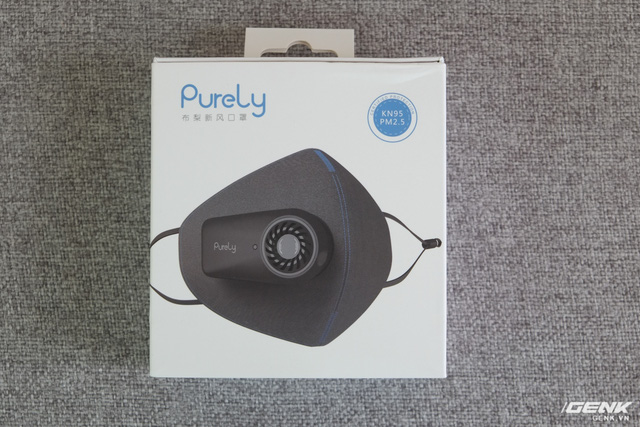 Purely
布梨新风口罩
KN95
PM2.5
Purely
GENK
GENK.VN